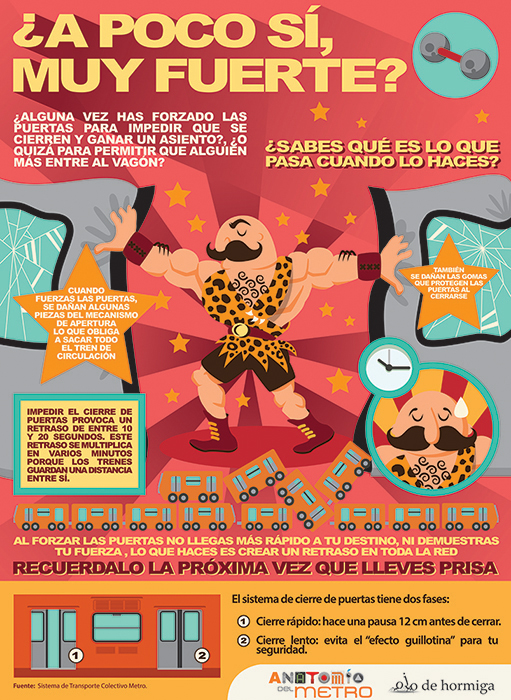 ¿A POCO SÍ,
MUY FUERTE?
¿ALGUNA VEZ HAS FORZADO LAS
PUERTAS PARA IMPEDIR QUE SE
CIERREN Y GANAR UN ASIENTO?, ¿O
QUIZÁ PARA PERMITIR QUE ALGUIÉN
MÁS ENTRE AL VAGÓN?
¿SABES QUÉ ES LO QUE
PASA CUANDO LO HACES?
CUANDO
FUERZAS LAS PUERTAS,
SE DAÑAN ALGUNAS
PIEZAS DEL MECANISMO
DE APERTURA
LO QUE OBLIGA
A SACAR TODO
EL TREN DE
CIRCULACIÓN
TAMBIÉN
SE DAÑAN LAS GOMAS
QUE PROTEGEN LAS
PUERTAS AL
CERRARSE
IMPEDIR EL CIERRE DE
PUERTAS PROVOCA UN
RETRASO DE ENTRE 10
Y 20 SEGUNDOS. ESTE
RETRASO SE MULTIPLICA
EN VARIOS MINUTOS
PORQUE LOS TRENES
GUARDAN UNA DISTANCIA
ENTRE SÍ.
AL FORZAR LAS PUERTAS NO LLEGAS MÁS RÁPIDO A TU DESTINO, NI DEMUESTRAS
TU FUERZA , LO QUE HACES ES CREAR UN RETRASO EN TODA LA RED
RECUERDALO LA PRÓXIMA VEZ QUE LLEVES PRISA
El sistema de cierre de puertas tiene dos fases:
1 Cierre rápido: hace una pausa 12 cm antes de cerrar.
2 Cierre lento: evita el "efecto guillotina" para tu
seguridad.
1
2
Fuente: Sistema de Transporte Colectivo Metro.
ANATOMÍA
DEL METRO
ojo de hormiga